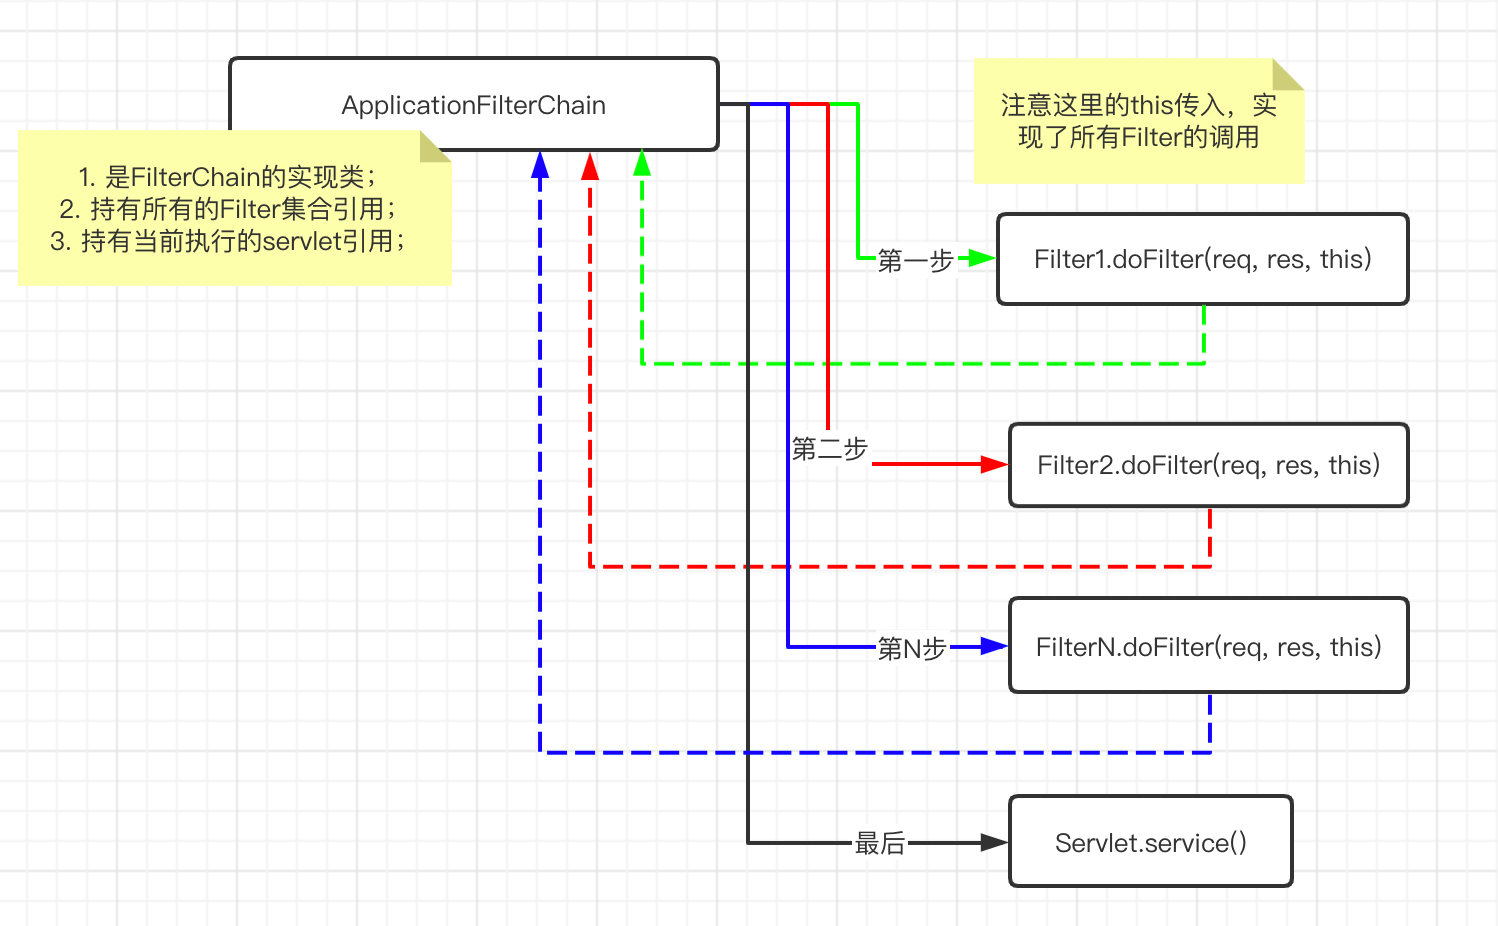 ApplicationFilterChain
注意这里的this传入，实
现了所有Filter的调用
1. 是FilterChain的实现类；
2. 持有所有的Filter集合引用；
3. 持有当前执行的servlet引用；
第一步
Filter1.doFilter(req, res, this)
第二步
Filter2.doFilter(req, res, this)
第N步
FilterN.doFilter(req, res, this)
最后
Servlet.service()